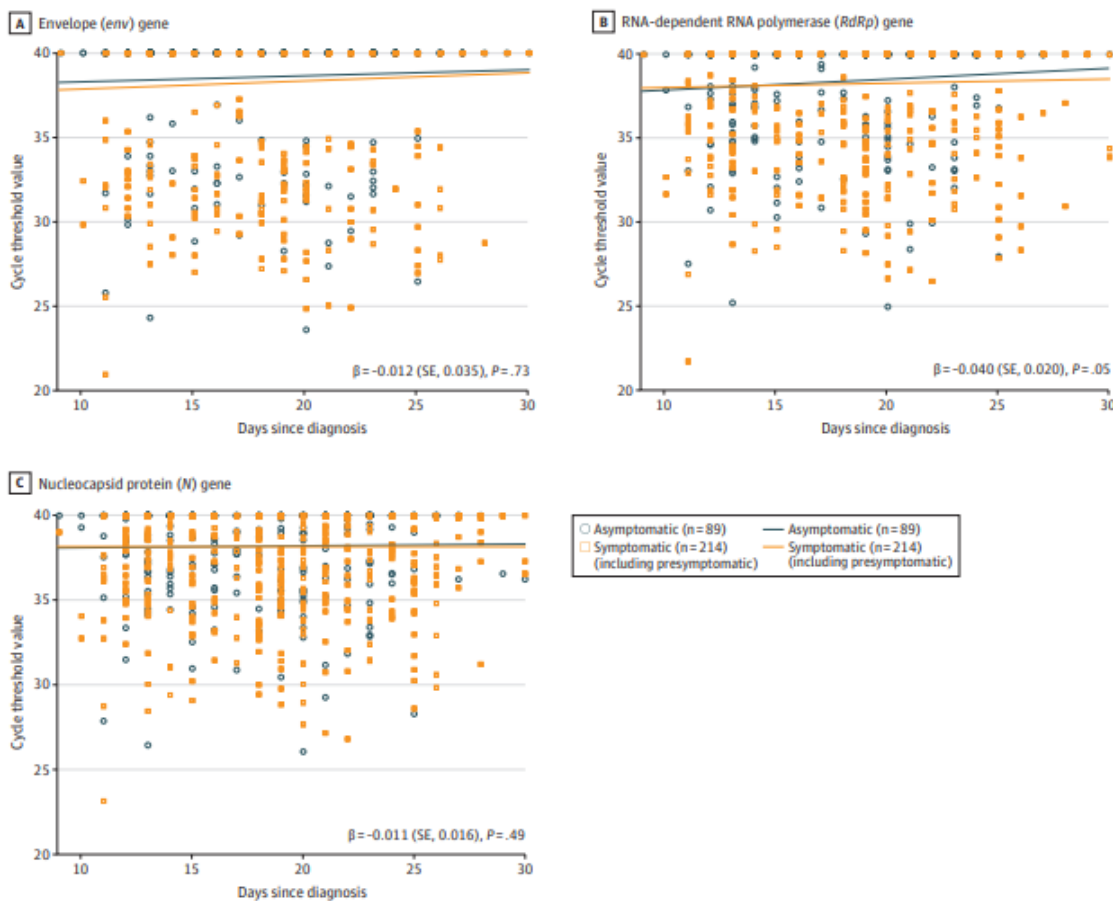 A Envelope (env) gene
40
35
30
25
20
Cycle threshold value
10 15 20 25 30
Days since diagnosis
β=–0.012 (SE, 0.035), P=.73
B RNA-dependent RNA polymerase (RdRp) gene
40
35
30
25
20
Cycle threshold value
10 15 20 25 30
Days since diagnosis
β=–0.040 (SE, 0.020), P=.05
C Nucleocapsid protein (N) gene
40
35
30
25
20
Cycle threshold value
10 15 20 25 30
Days since diagnosis
β=–0.011 (SE, 0.016), P=.49
Asymptomatic (n=89)
Symptomatic (n=214)
(including presymptomatic)
Asymptomatic (n=89)
Symptomatic (n=214)
(including presymptomatic)